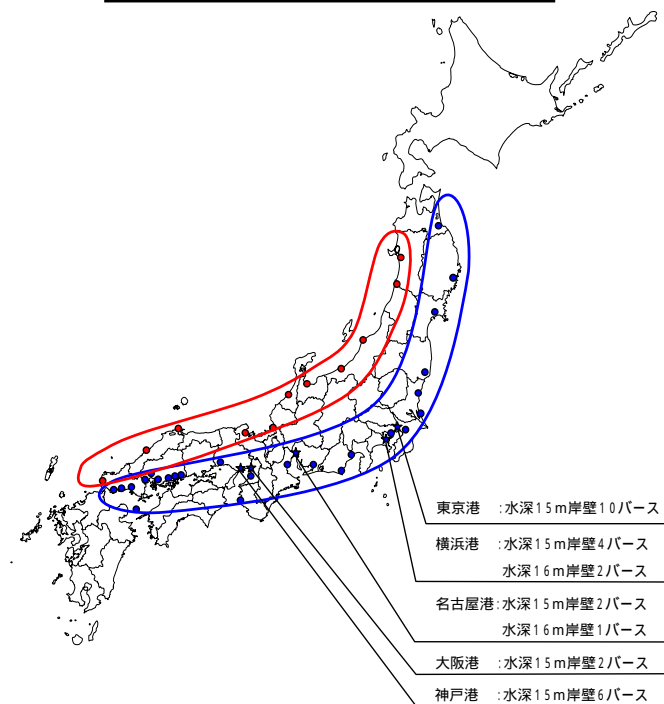 東京港　:水深15m岸壁10バース
横浜港　:水深15m岸壁4バース
水深16m岸壁2バース
名古屋港:水深15m岸壁2バース
水深16m岸壁1バース
大阪港　:水深15m岸壁2バース
神戸港　:水深15m岸壁6バース